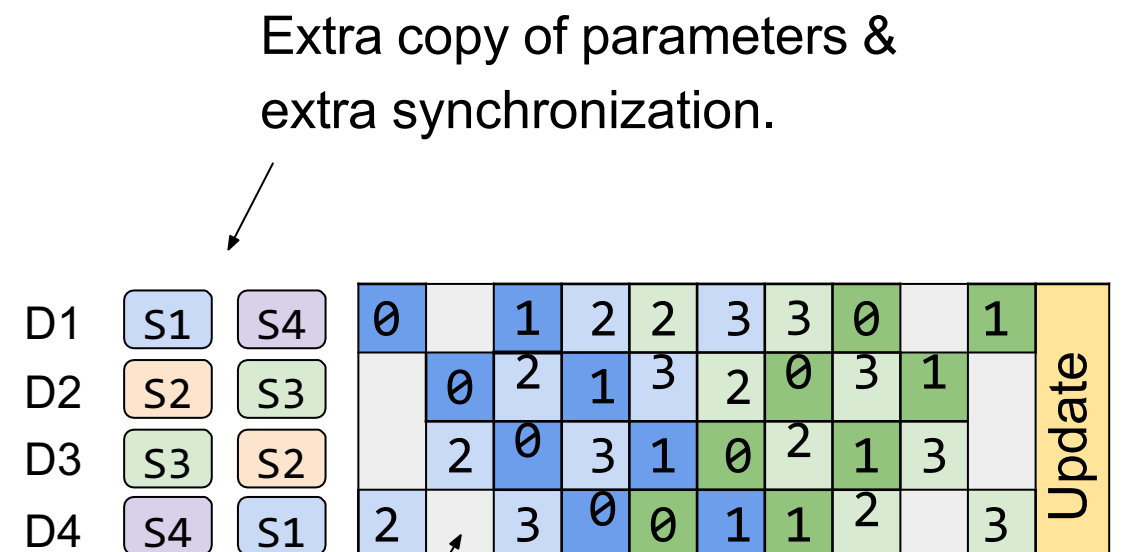 Extra copy of parameters &
extra synchronization.
D1 S1 S4 0 1 2 2 3 3 0 1
D2 S2 S3 0 2 1 3 2 0 3 1
D3 S3 S2 2 0 3 1 0 2 1 3
D4 S4 S1 2 3 0 0 1 1 2 3
Update